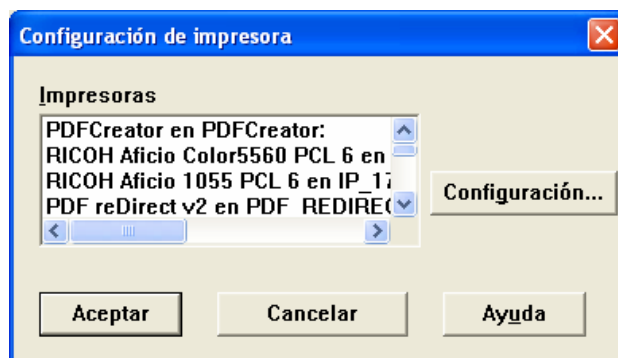 Configuración de impresora
Impresoras
PDFCreator en PDFCreator:
RICOH Aficio Color5560 PCL 6 en
RICOH Aficio 1055 PCL 6 en IP_17
PDF reDirect v2 en PDF_REDIREC
Configuración...
Aceptar
Cancelar
Ayuda